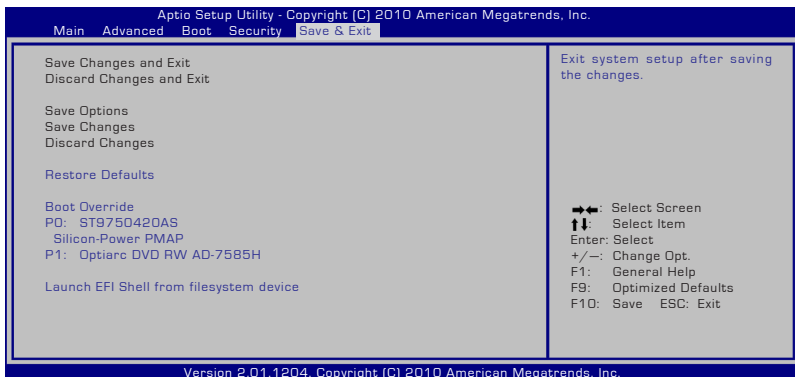 Aptio Setup Utility - Copyright (C) 2010 American Megatrends, Inc.
Main Advanced Boot Security Save & Exit
Save Changes and Exit
Discard Changes and Exit
Save Options
Save Changes
Discard Changes
Restore Defaults
Boot Override
P0: ST9750420AS
Silicon-Power PMAP
P1: Optiarc DVD RW AD-7585H
Launch EFI Shell from filesystem device
Exit system setup after saving
the changes.
→←: Select Screen
↑↓: Select Item
Enter: Select
+/—: Change Opt.
F1: General Help
F9: Optimized Defaults
F10: Save ESC: Exit
Version 2.01.1204. Copyright (C) 2010 American Megatrends, Inc.